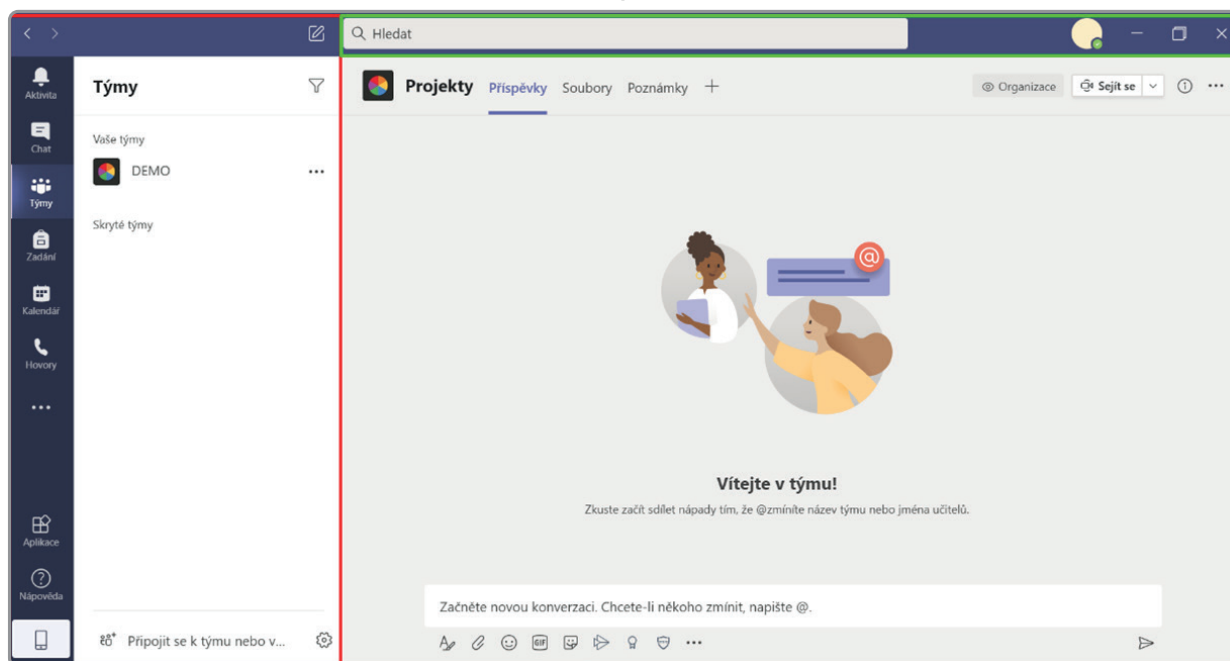 Hledat
Aktivita
Chat
Týmy
Zadání
Kalendář
Hovory
Aplikace
Nápověda
Týmy
Vaše týmy
DEMO
Skryté týmy
Připojit se k týmu nebo v...
Projekty Příspěvky Soubory Poznámky
Organizace Sejít se
@
Vítejte v týmu!
Zkuste začít sdílet nápady tím, že @zmíníte název týmu nebo jména učitelů.
Začněte novou konverzaci. Chcete-li někoho zmínit, napište @.
GIF